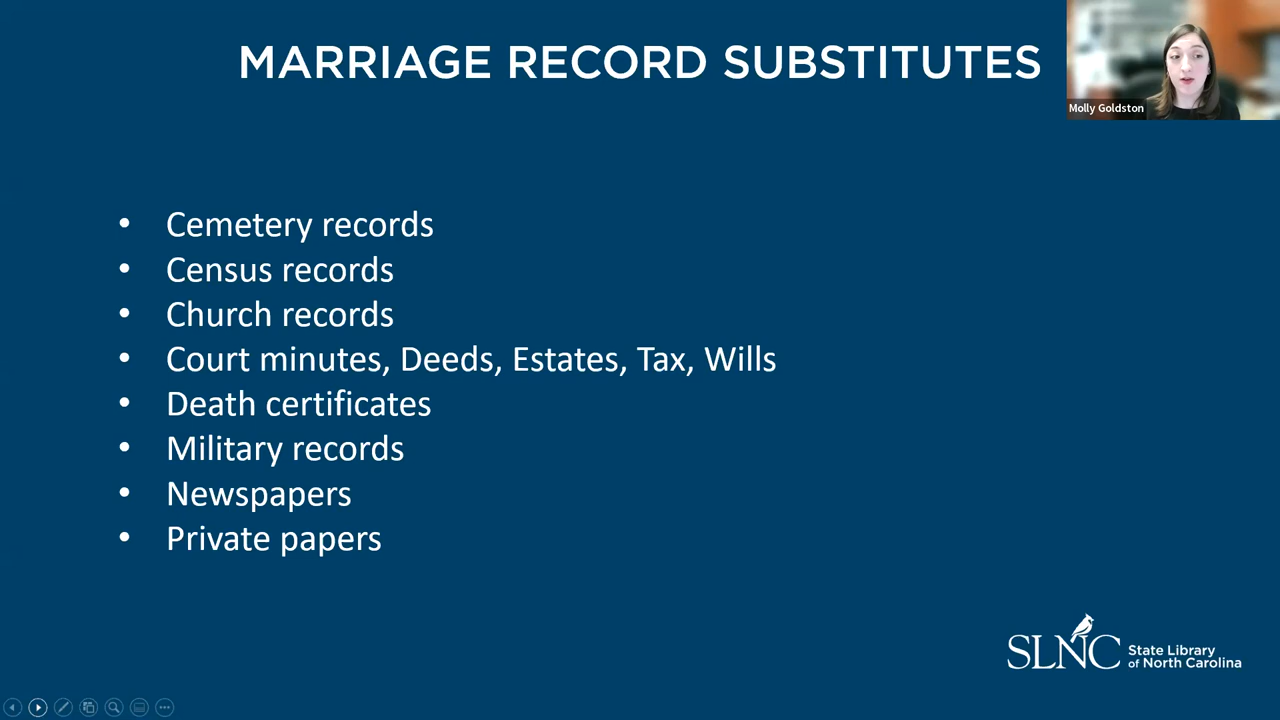 MARRIAGE RECORD SUBSTITUTES
Molly Goldston
• Cemetery records
• Census records
• Church records
• Court minutes, Deeds, Estates, Tax, Wills
• Death certificates
• Military records
• Newspapers
• Private papers
SLNC State Library
of North Carolina